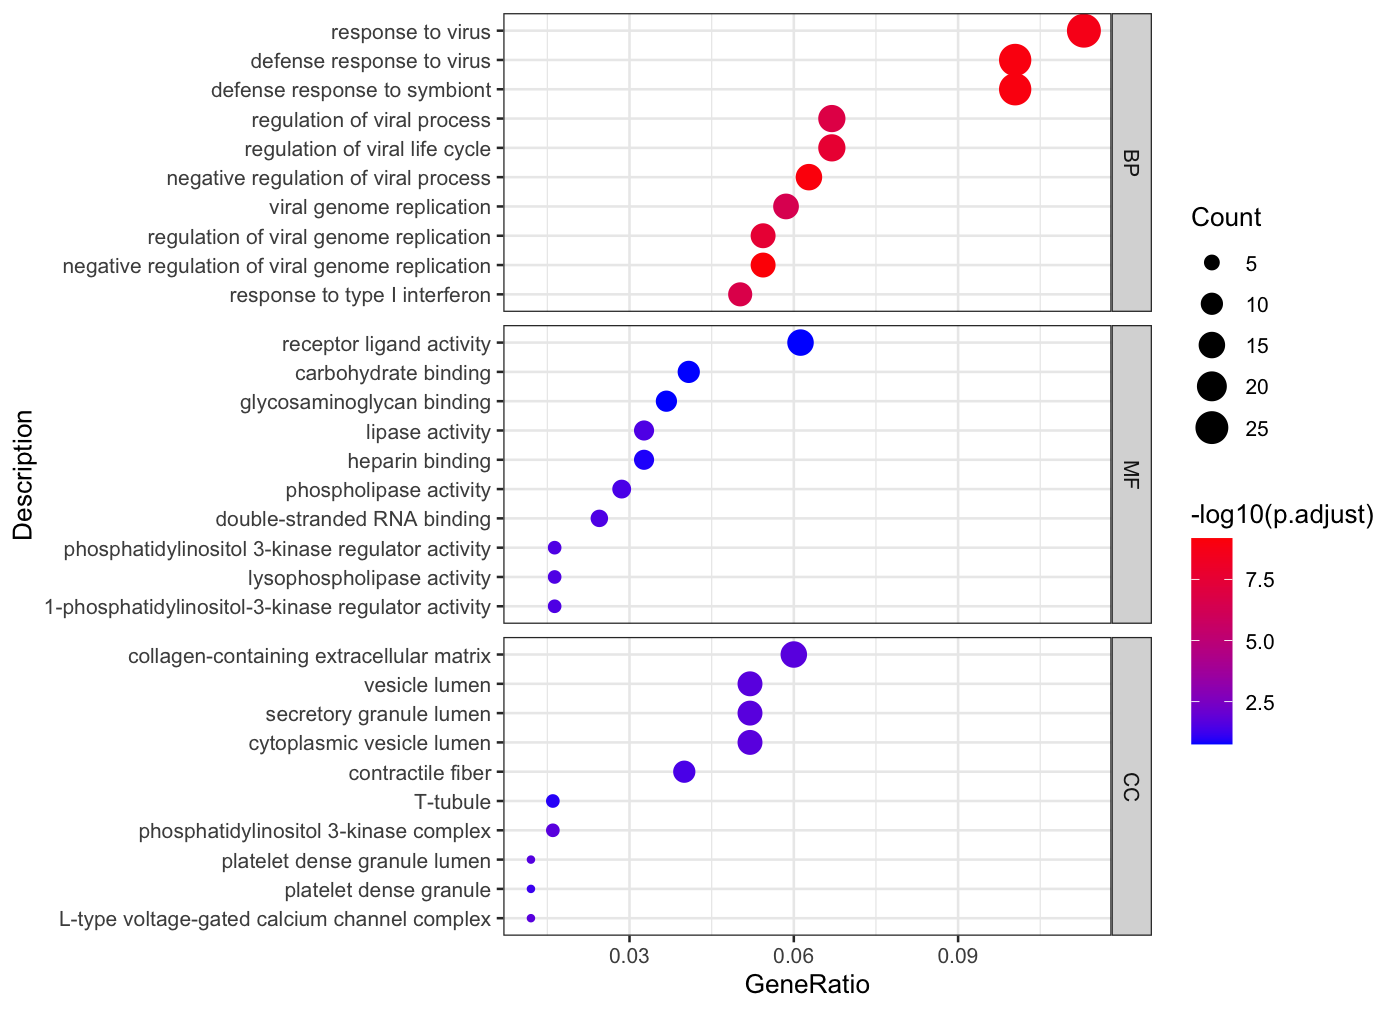 response to virus
defense response to virus
defense response to symbiont
regulation of viral process
regulation of viral life cycle
negative regulation of viral process
viral genome replication
regulation of viral genome replication
negative regulation of viral genome replication
response to type I interferon
BP
receptor ligand activity
carbohydrate binding
glycosaminoglycan binding
lipase activity
heparin binding
phospholipase activity
double-stranded RNA binding
phosphatidylinositol 3-kinase regulator activity
lysophospholipase activity
1-phosphatidylinositol-3-kinase regulator activity
MF
collagen-containing extracellular matrix
vesicle lumen
secretory granule lumen
cytoplasmic vesicle lumen
contractile fiber
T-tubule
phosphatidylinositol 3-kinase complex
platelet dense granule lumen
platelet dense granule
L-type voltage-gated calcium channel complex
CC
Description
0.03 0.06 0.09
GeneRatio
Count
5
10
15
20
25
-log10(p.adjust)
7.5
5.0
2.5